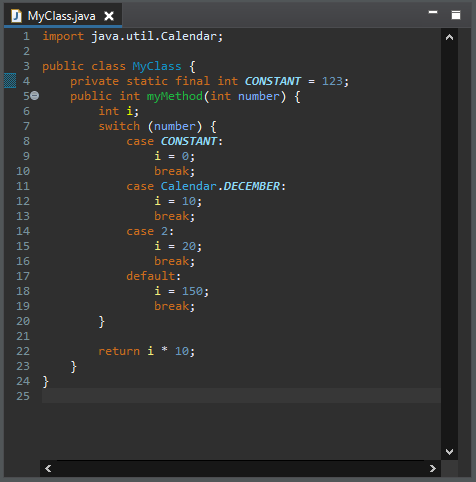 MyClass.java
1 import java.util.Calendar;
2
3 public class MyClass {
4     private static final int CONSTANT = 123;
5     public int myMethod(int number) {
6         int i;
7         switch (number) {
8             case CONSTANT:
9                 i = 0;
10                 break;
11             case Calendar.DECEMBER:
12                 i = 10;
13                 break;
14             case 2:
15                 i = 20;
16                 break;
17             default:
18                 i = 150;
19                 break;
20         }
21
22         return i * 10;
23     }
24 }
25